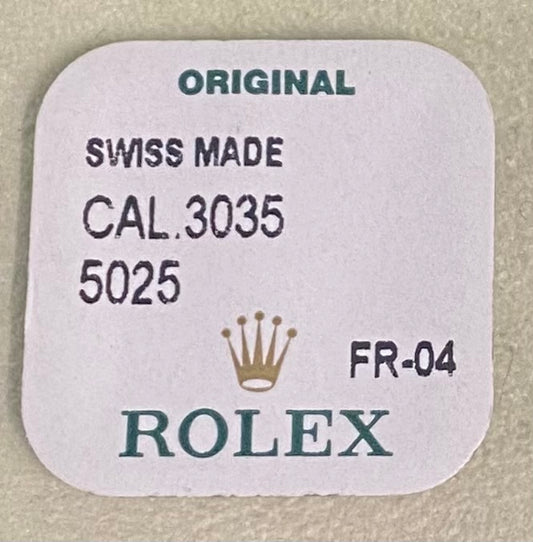 ORIGINAL
SWISS MADE
CAL.3035
5025
FR-04
ROLEX